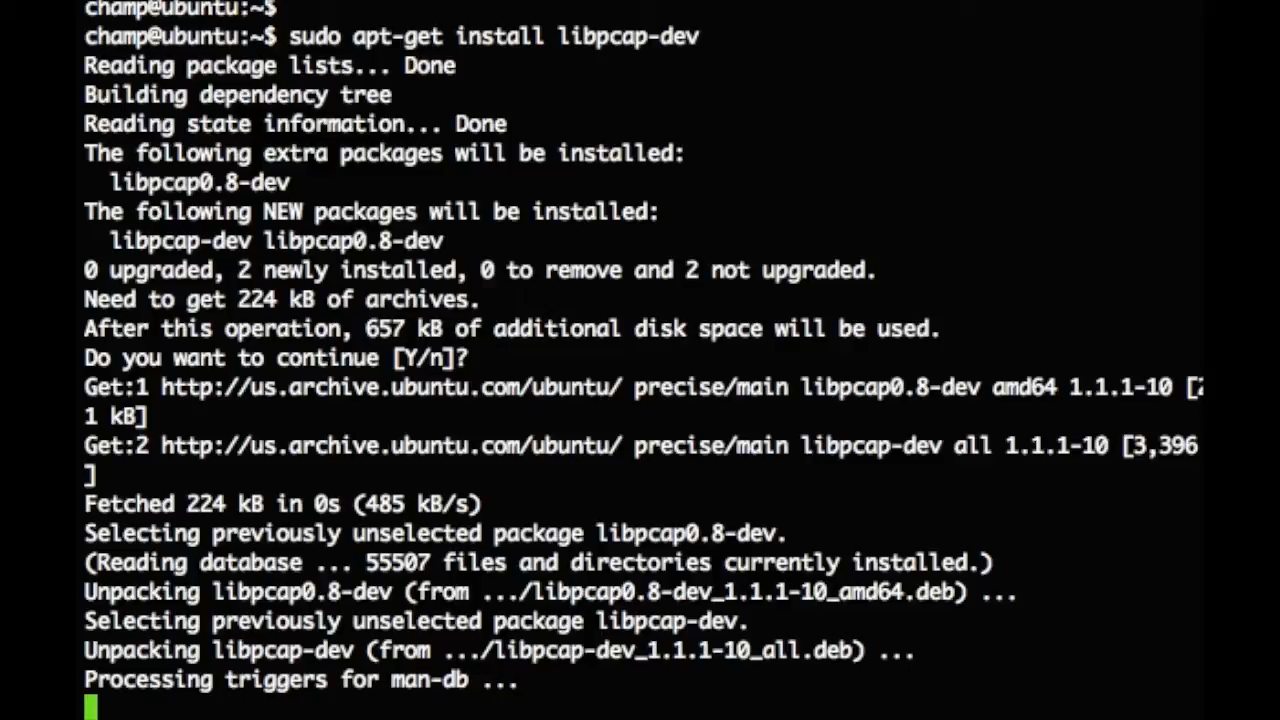 champ@ubuntu:~$
champ@ubuntu:~$ sudo apt-get install libpcap-dev
Reading package lists... Done
Building dependency tree
Reading state information... Done
The following extra packages will be installed:
  libpcap0.8-dev
The following NEW packages will be installed:
  libpcap-dev libpcap0.8-dev
0 upgraded, 2 newly installed, 0 to remove and 2 not upgraded.
Need to get 224 kB of archives.
After this operation, 657 kB of additional disk space will be used.
Do you want to continue [Y/n]?
Get:1 http://us.archive.ubuntu.com/ubuntu/ precise/main libpcap0.8-dev amd64 1.1.1-10 [2
1 kB]
Get:2 http://us.archive.ubuntu.com/ubuntu/ precise/main libpcap-dev all 1.1.1-10 [3,396
]
Fetched 224 kB in 0s (485 kB/s)
Selecting previously unselected package libpcap0.8-dev.
(Reading database ... 55507 files and directories currently installed.)
Unpacking libpcap0.8-dev (from .../libpcap0.8-dev_1.1.1-10_amd64.deb) ...
Selecting previously unselected package libpcap-dev.
Unpacking libpcap-dev (from .../libpcap-dev_1.1.1-10_all.deb) ...
Processing triggers for man-db ...